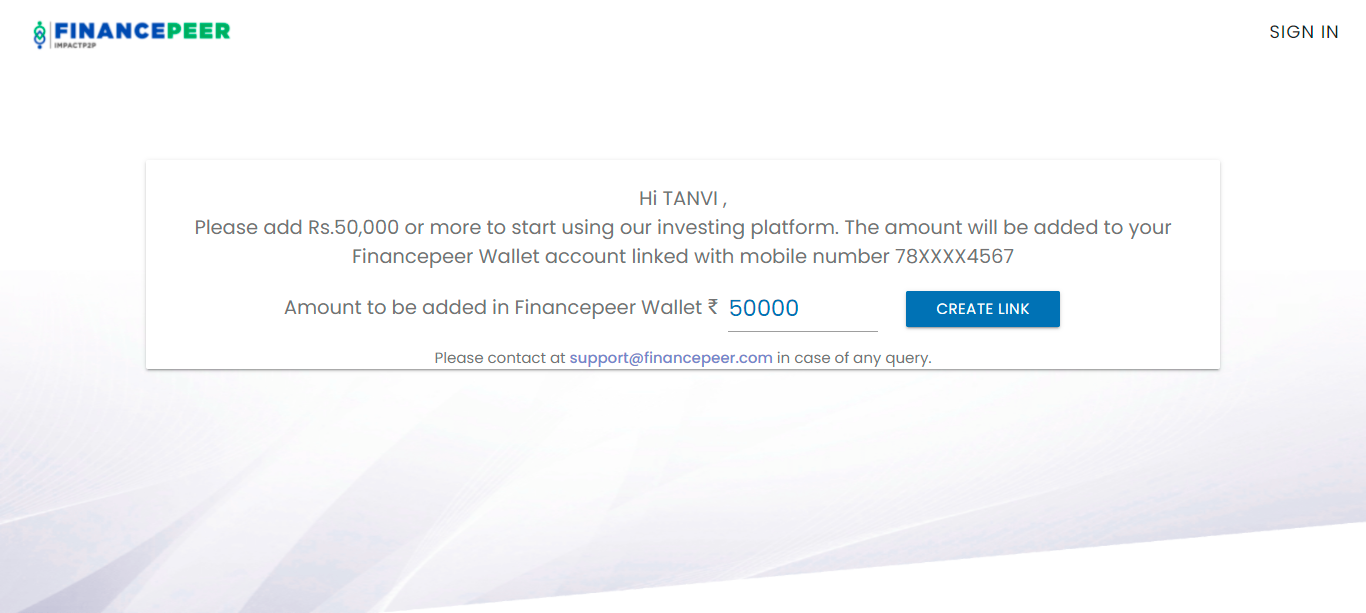 FINANCEPEER
IMPACTP2P
SIGN IN
Hi TANVI ,
Please add Rs.50,000 or more to start using our investing platform. The amount will be added to your
Financepeer Wallet account linked with mobile number 78XXXX4567
Amount to be added in Financepeer Wallet ₹ 50000
CREATE LINK
Please contact at support@financepeer.com in case of any query.